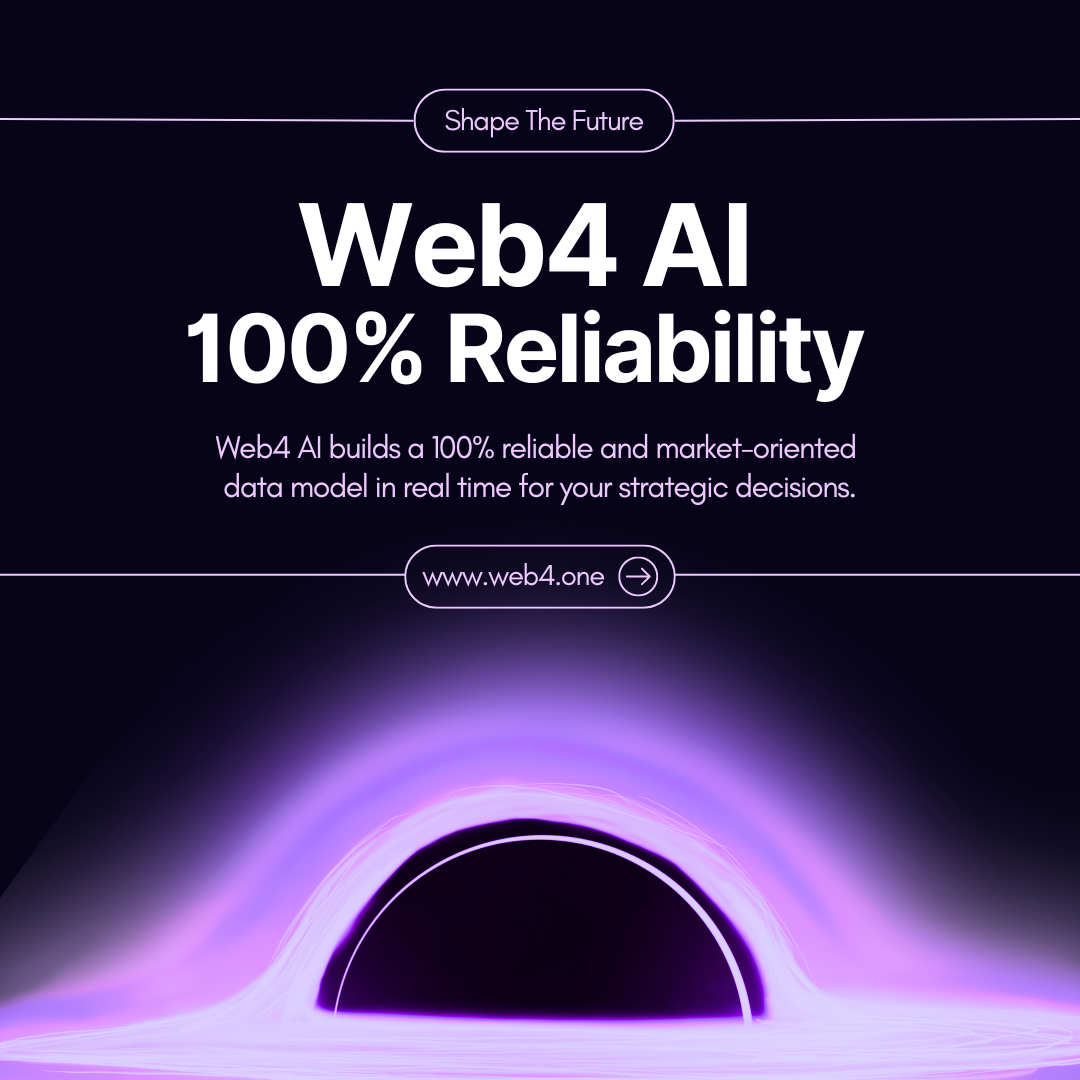 Shape The Future
Web4 AI
100% Reliability
Web4 AI builds a 100% reliable and market-oriented
data model in real time for your strategic decisions.
www.web4.one